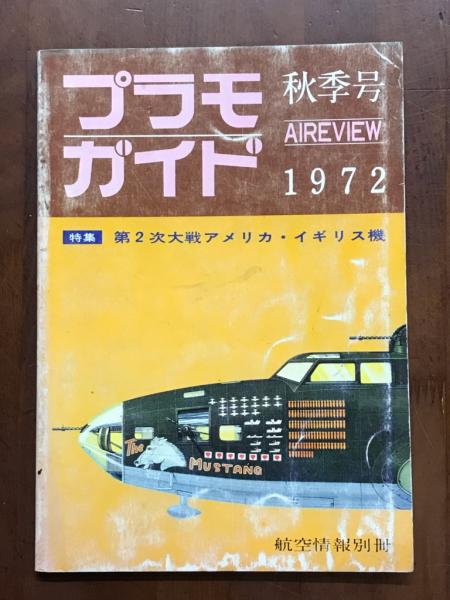 プラモ
ガイド
秋季号
AIREVIEW
1972
特集 第2次大戦アメリカ・イギリス機
The
MUSTANG
航空情報別冊